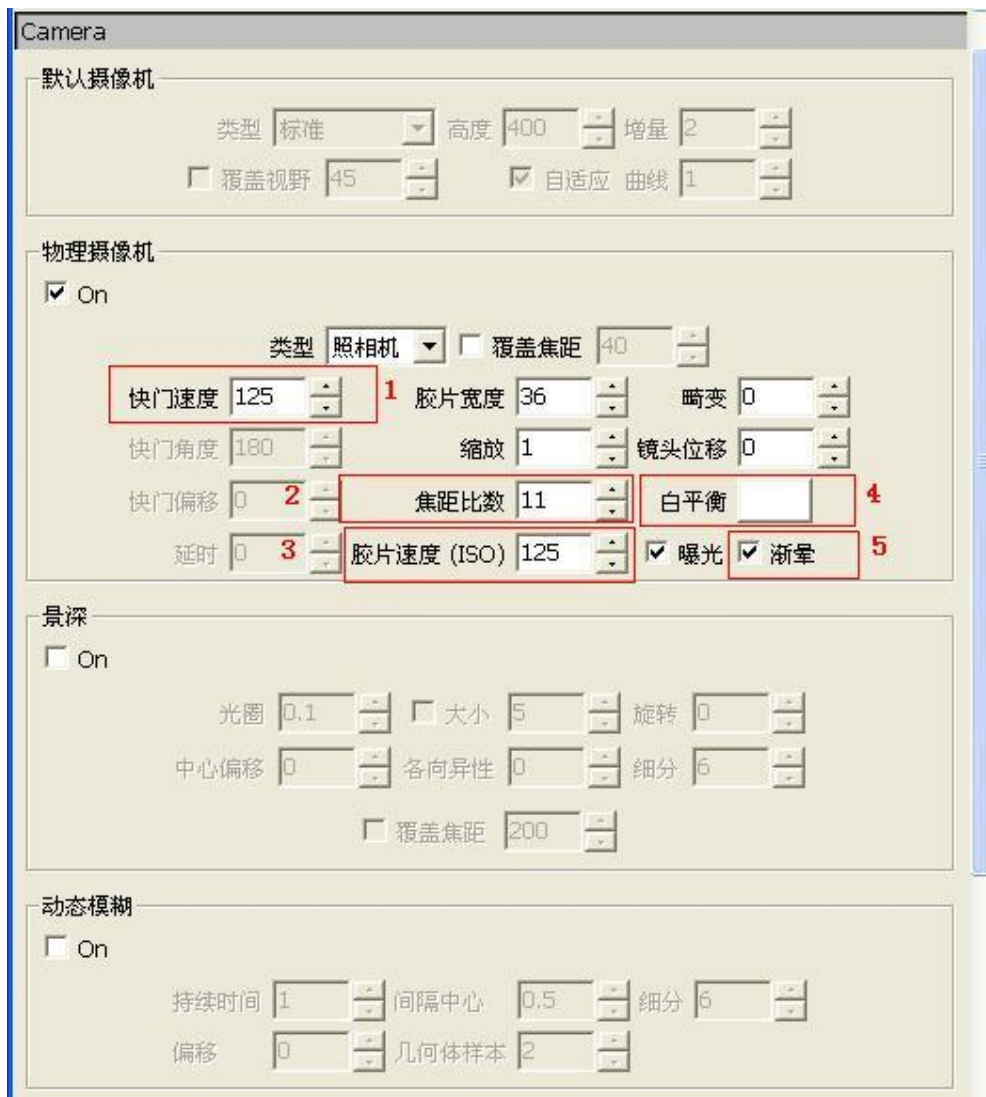 Camera
默认摄像机
类型 标准 高度 400 增量 2
覆盖视野 45 自适应 曲线 1
物理摄像机
On
类型 照相机 覆盖焦距 40
快门速度 125 1 胶片宽度 36 畸变 0
快门角度 180 缩放 1 镜头位移 0
快门偏移 0 2 焦距比数 11 白平衡 4
延时 0 3 胶片速度 (ISO) 125 曝光 渐晕 5
景深
On
光圈 0.1 大小 5 旋转 0
中心偏移 0 各向异性 0 细分 6
覆盖焦距 200
动态模糊
On
持续时间 1 间隔中心 0.5 细分 6
偏移 0 几何体样本 2